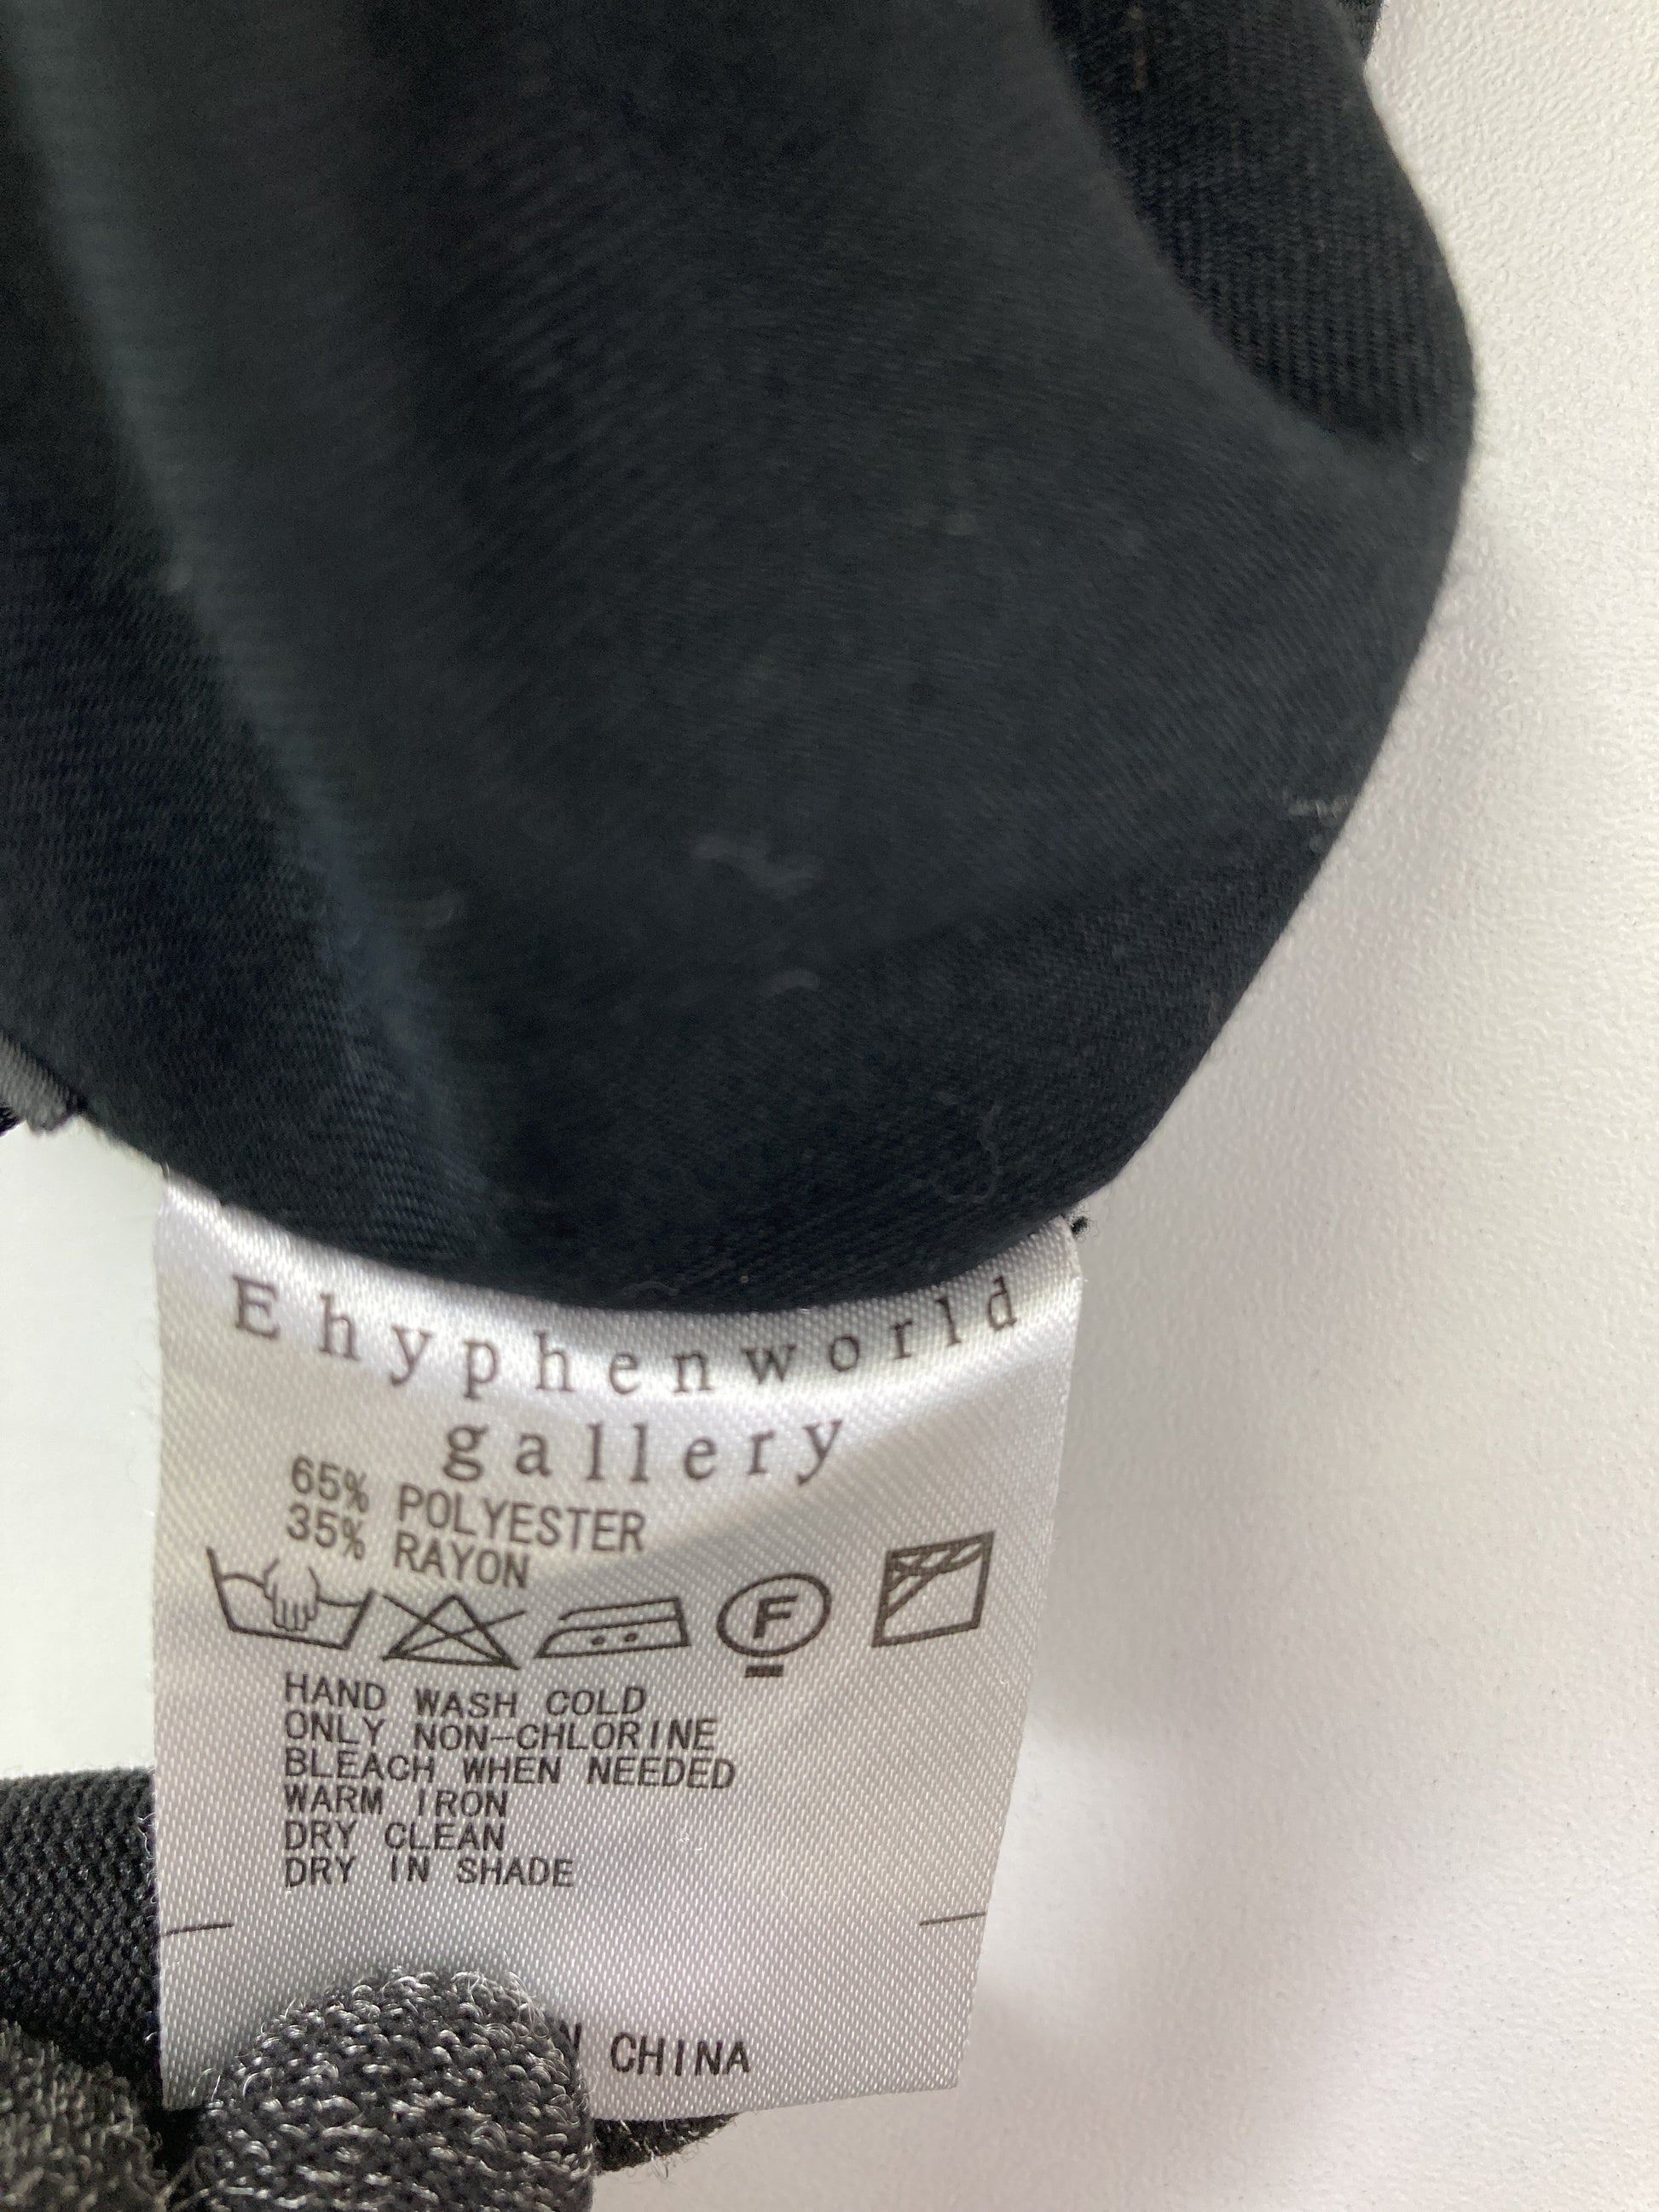 Ehyphenworld
gallery
65% POLYESTER
35% RAYON
F
HAND WASH COLD
ONLY NON-CHLORINE
BLEACH WHEN NEEDED
WARM IRON
DRY CLEAN
DRY IN SHADE
CHINA